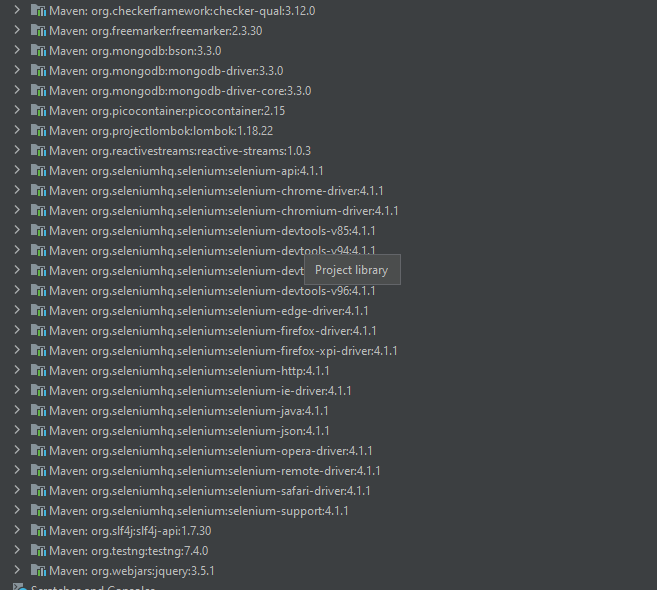 Maven: org.checkerframework:checker-qual:3.12.0
Maven: org.freemarker:freemarker:2.3.30
Maven: org.mongodb:bson:3.3.0
Maven: org.mongodb:mongodb-driver:3.3.0
Maven: org.mongodb:mongodb-driver-core:3.3.0
Maven: org.picocontainer:picocontainer:2.15
Maven: org.projectlombok:lombok:1.18.22
Maven: org.reactivestreams:reactive-streams:1.0.3
Maven: org.seleniumhq.selenium:selenium-api:4.1.1
Maven: org.seleniumhq.selenium:selenium-chrome-driver:4.1.1
Maven: org.seleniumhq.selenium:selenium-chromium-driver:4.1.1
Maven: org.seleniumhq.selenium:selenium-devtools-v85:4.1.1
Maven: org.seleniumhq.selenium:selenium-devtools-v94:4.1.1
Maven: org.seleniumhq.selenium:selenium-devt
Project library
Maven: org.seleniumhq.selenium:selenium-devtools-v96:4.1.1
Maven: org.seleniumhq.selenium:selenium-edge-driver:4.1.1
Maven: org.seleniumhq.selenium:selenium-firefox-driver:4.1.1
Maven: org.seleniumhq.selenium:selenium-firefox-xpi-driver:4.1.1
Maven: org.seleniumhq.selenium:selenium-http:4.1.1
Maven: org.seleniumhq.selenium:selenium-ie-driver:4.1.1
Maven: org.seleniumhq.selenium:selenium-java:4.1.1
Maven: org.seleniumhq.selenium:selenium-json:4.1.1
Maven: org.seleniumhq.selenium:selenium-opera-driver:4.1.1
Maven: org.seleniumhq.selenium:selenium-remote-driver:4.1.1
Maven: org.seleniumhq.selenium:selenium-safari-driver:4.1.1
Maven: org.seleniumhq.selenium:selenium-support:4.1.1
Maven: org.slf4j:slf4j-api:1.7.30
Maven: org.testng:testng:7.4.0
Maven: org.webjars:jquery:3.5.1
Scratches and Consoles